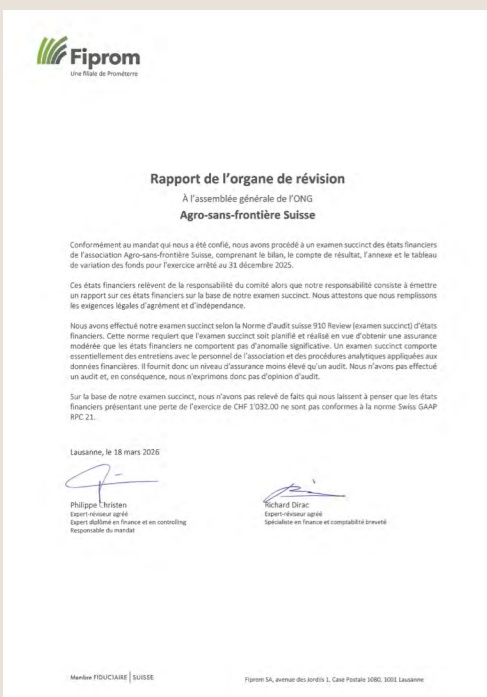 Fiprom
Une filiale de Prométerre
Rapport de l'organe de révision
À l'assemblée générale de l'ONG
Agro-sans-frontière Suisse
Conformément au mandat qui nous a été confié, nous avons procédé à un examen succinct des états financiers
de l'association Agro-sans-frontière Suisse, comprenant le bilan, le compte de résultat, l'annexe et le tableau
de variation des fonds pour l'exercice arrêté au 31 décembre 2025.
Ces états financiers relèvent de la responsabilité du comité alors que notre responsabilité consiste à émettre
un rapport sur ces états financiers sur la base de notre examen succinct. Nous attestons que nous remplissons
les exigences légales d'agrément et d'indépendance.
Nous avons effectué notre examen succinct selon la Norme d'audit suisse 910 Review (examen succinct) d'états
financiers. Cette norme requiert que l'examen succinct soit planifié et réalisé en vue d'obtenir une assurance
modérée que les états financiers ne comportent pas d'anomalie significative. Un examen succinct comporte
essentiellement des entretiens avec le personnel de l'association et des procédures analytiques appliquées aux
données financières. Il fournit donc un niveau d'assurance moins élevé qu'un audit. Nous n'avons pas effectué
un audit et, en conséquence, nous n'exprimons donc pas d'opinion d'audit.
Sur la base de notre examen succinct, nous n'avons pas relevé de faits qui nous laissent à penser que les états
financiers présentant une perte de l'exercice de CHF 1'032.00 ne sont pas conformes à la norme Swiss GAAP
RPC 21.
Lausanne, le 18 mars 2026
Philippe Christen
Expert-réviseur agréé
Expert diplômé en finance et en controlling
Responsable du mandat
Richard Dirac
Expert-réviseur agréé
Spécialiste en finance et comptabilité breveté
Membre FIDUCIAIRE | SUISSE
Fiprom SA, avenue des Jordils 1, Case Postale 1080, 1001 Lausanne